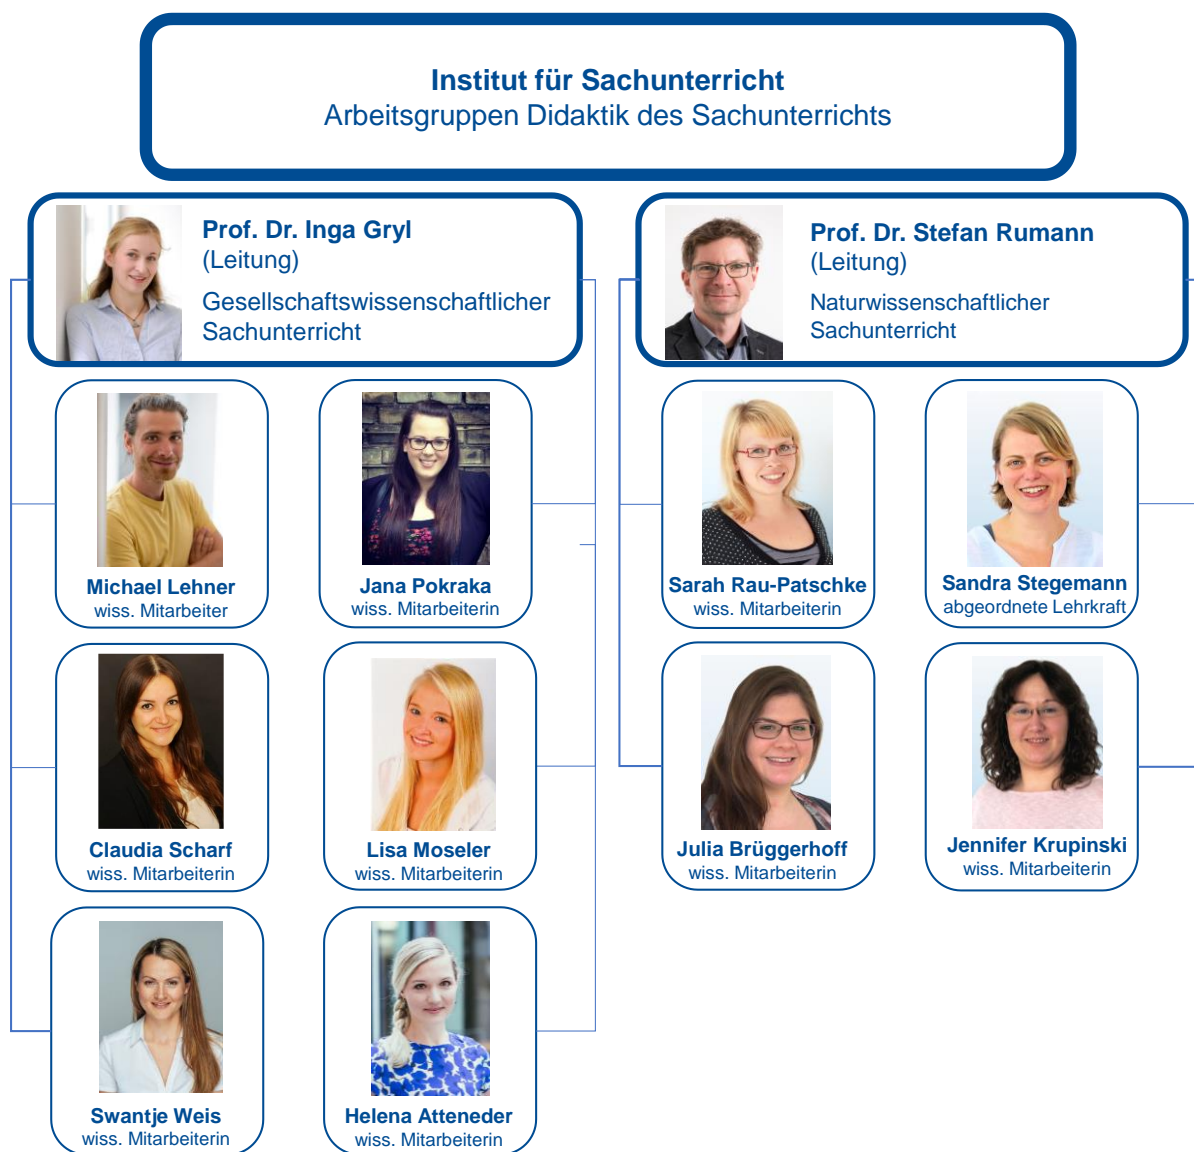 Institut für Sachunterricht
Arbeitsgruppen Didaktik des Sachunterrichts
Prof. Dr. Inga Gryl
(Leitung)
Gesellschaftswissenschaftlicher
Sachunterricht
Prof. Dr. Stefan Rumann
(Leitung)
Naturwissenschaftlicher
Sachunterricht
Michael Lehner
wiss. Mitarbeiter
Jana Pokraka
wiss. Mitarbeiterin
Sarah Rau-Patschke
wiss. Mitarbeiterin
Sandra Stegemann
abgeordnete Lehrkraft
Claudia Scharf
wiss. Mitarbeiterin
Lisa Moseler
wiss. Mitarbeiterin
Julia Brüggerhoff
wiss. Mitarbeiterin
Jennifer Krupinski
wiss. Mitarbeiterin
Swantje Weis
wiss. Mitarbeiterin
Helena Atteneder
wiss. Mitarbeiterin